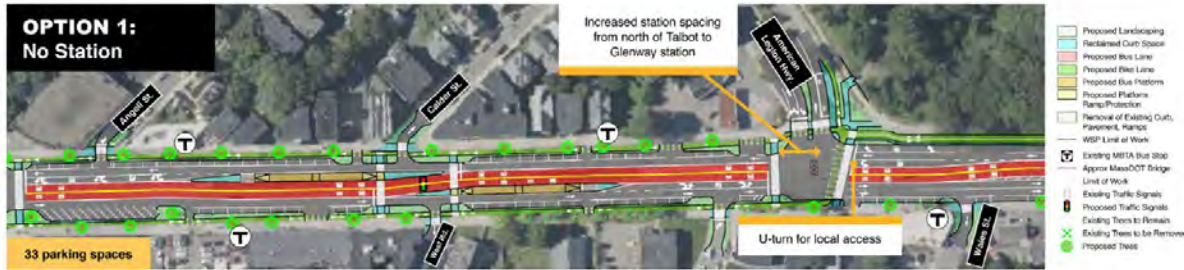 OPTION 1:
No Station
Increased station spacing
from north of Talbot to
Glenway station
American
Legion Hwy
Angell St.
Calder St.
T
T
T
West St.
Wales St.
U-turn for local access
33 parking spaces
Proposed Landscaping
Reclaimed Curb Space
Proposed Bus Lane
Proposed Bike Lane
Proposed Bus Platform
Proposed Platform
Ramp/Protection
Removal of Existing Curb,
Pavement, Ramps
WSP Limit of Work
T Existing MBTA Bus Stop
Approx MassDOT Bridge
Limit of Work
Existing Traffic Signals
Proposed Traffic Signals
Existing Trees to Remain
Existing Trees to be Removed
Proposed Trees